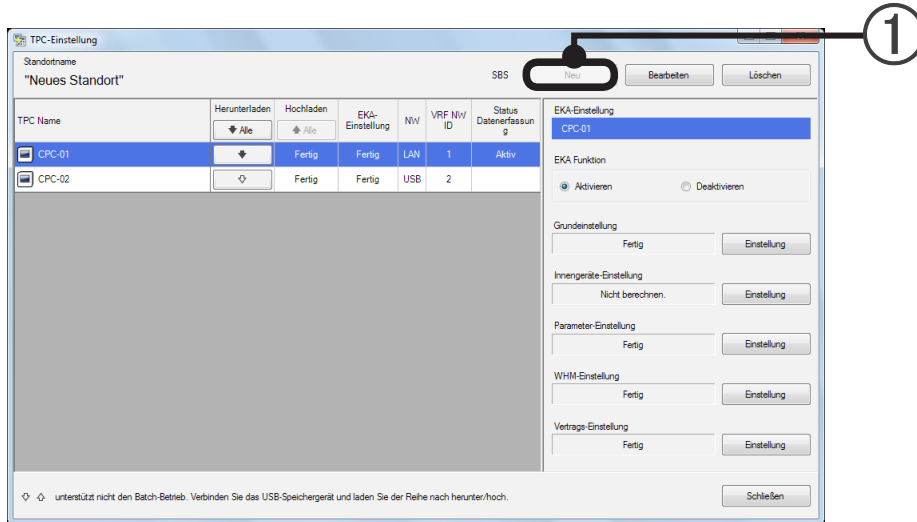 ①
TPC-Einstellung
Standortname
"Neues Standort"
SBS
Neu
Bearbeiten
Löschen
TPC Name
Herunterladen
Alle
Hochladen
Alle
EKA-
Einstellung
NW
VRF NW
ID
Status
Datenerfassun
g
CPC-01 Fertig Fertig LAN 1 Aktiv
CPC-02 Fertig Fertig USB 2
EKA-Einstellung
CPC-01
EKA Funktion
Aktivieren Deaktivieren
Grundeinstellung
Fertig Einstellung
Innengeräte-Einstellung
Nicht berechnen. Einstellung
Parameter-Einstellung
Fertig Einstellung
WHM-Einstellung
Fertig Einstellung
Vertrags-Einstellung
Fertig Einstellung
unterstützt nicht den Batch-Betrieb. Verbinden Sie das USB-Speichergerät und laden Sie der Reihe nach herunter/hoch.
Schließen